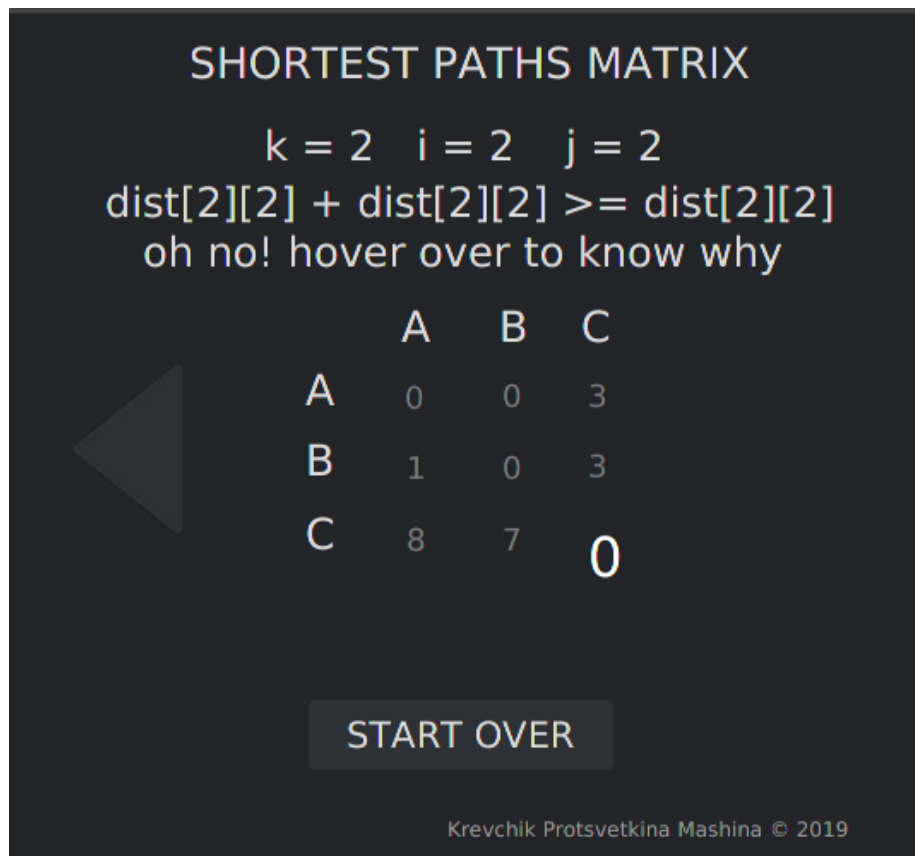 SHORTEST PATHS MATRIX
k = 2 i = 2 j = 2
dist[2][2] + dist[2][2] >= dist[2][2]
oh no! hover over to know why
A B C
A 0 0 3
B 1 0 3
C 8 7 0
START OVER
Krevchik Protsvetkina Mashina © 2019